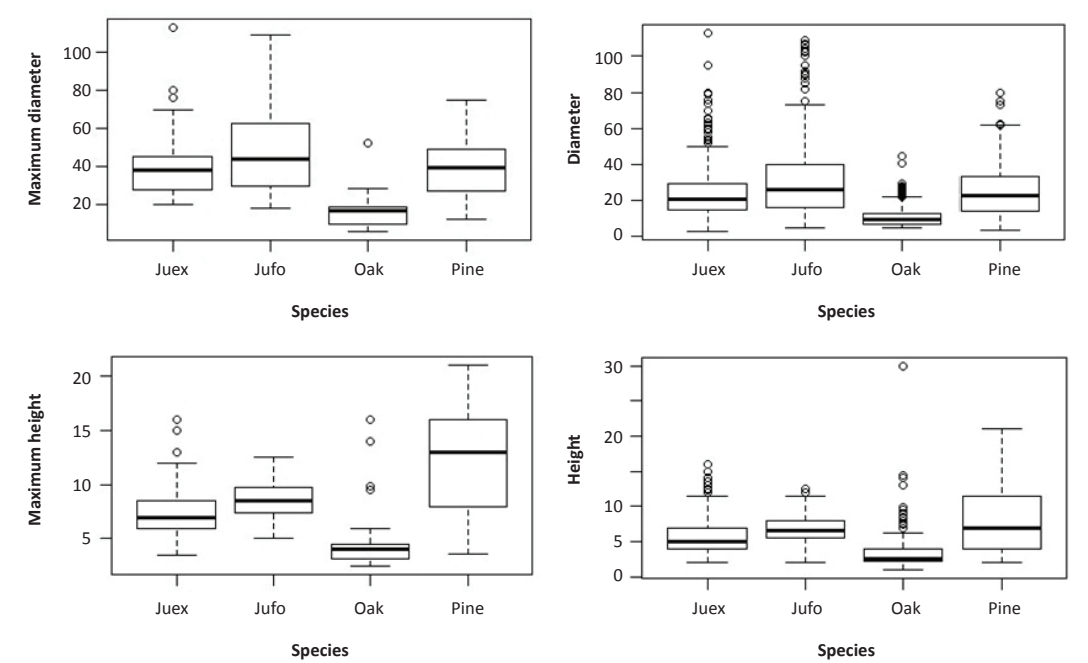 Maximum diameter
100
80
60
40
20
Juex Jufo Oak Pine
Species
Diameter
100
80
60
40
20
0
Juex Jufo Oak Pine
Species
Maximum height
20
15
10
5
Juex Jufo Oak Pine
Species
Height
30
20
10
5
0
Juex Jufo Oak Pine
Species